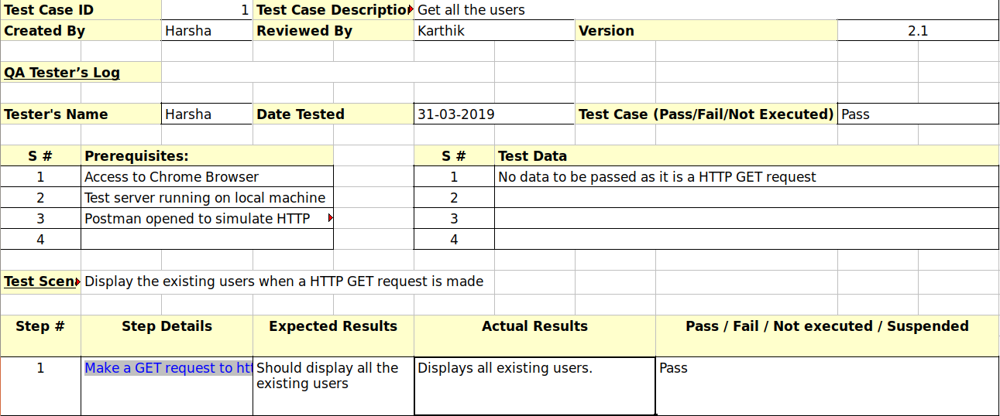 Test Case ID 1 Test Case Description Get all the users
Created By Harsha Reviewed By Karthik Version 2.1
QA Tester’s Log
Tester's Name Harsha Date Tested 31-03-2019 Test Case (Pass/Fail/Not Executed) Pass
S # Prerequisites: S # Test Data
1 Access to Chrome Browser 1 No data to be passed as it is a HTTP GET request
2 Test server running on local machine 2
3 Postman opened to simulate HTTP 3
4 4
Test Scen Display the existing users when a HTTP GET request is made
Step # Step Details Expected Results Actual Results Pass / Fail / Not executed / Suspended
1 Make a GET request to htt Should display all the Displays all existing users. Pass
existing users